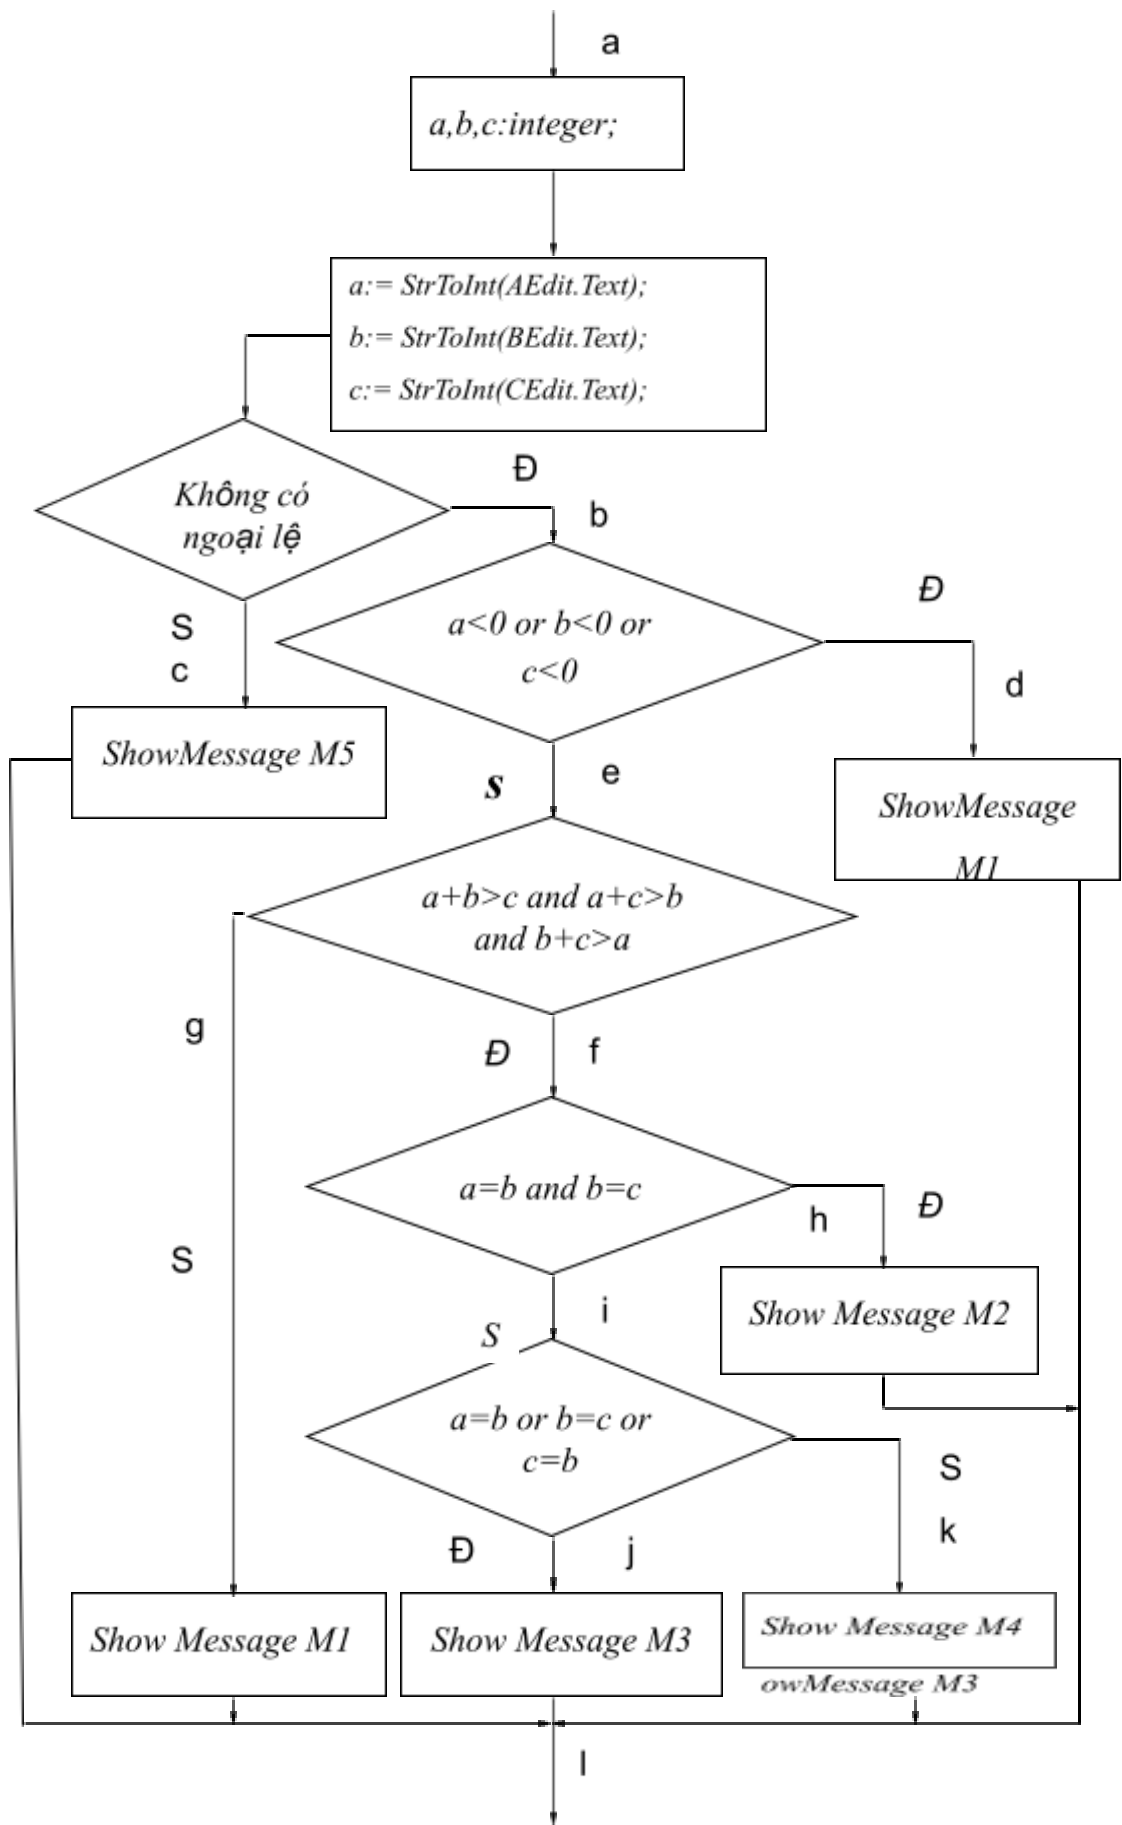 a
a,b,c:integer;
a:= StrToInt(AEdit.Text);
b:= StrToInt(BEdit.Text);
c:= StrToInt(CEdit.Text);
Không có
ngoại lệ
Đ
b
S
c
a<0 or b<0 or
c<0
Đ
d
ShowMessage M5
s
e
ShowMessage
M1
a+b>c and a+c>b
and b+c>a
g
Đ
f
a=b and b=c
h
Đ
S
i
Show Message M2
S
a=b or b=c or
c=b
S
k
Đ
j
Show Message M1
Show Message M3
Show Message M4
owMessage M3
l